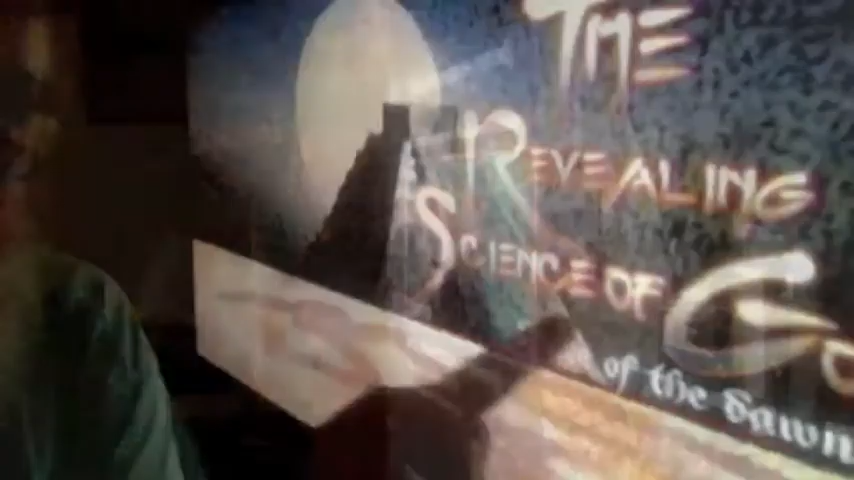 THE
REVEALING
SCIENCE OF
of the dawn